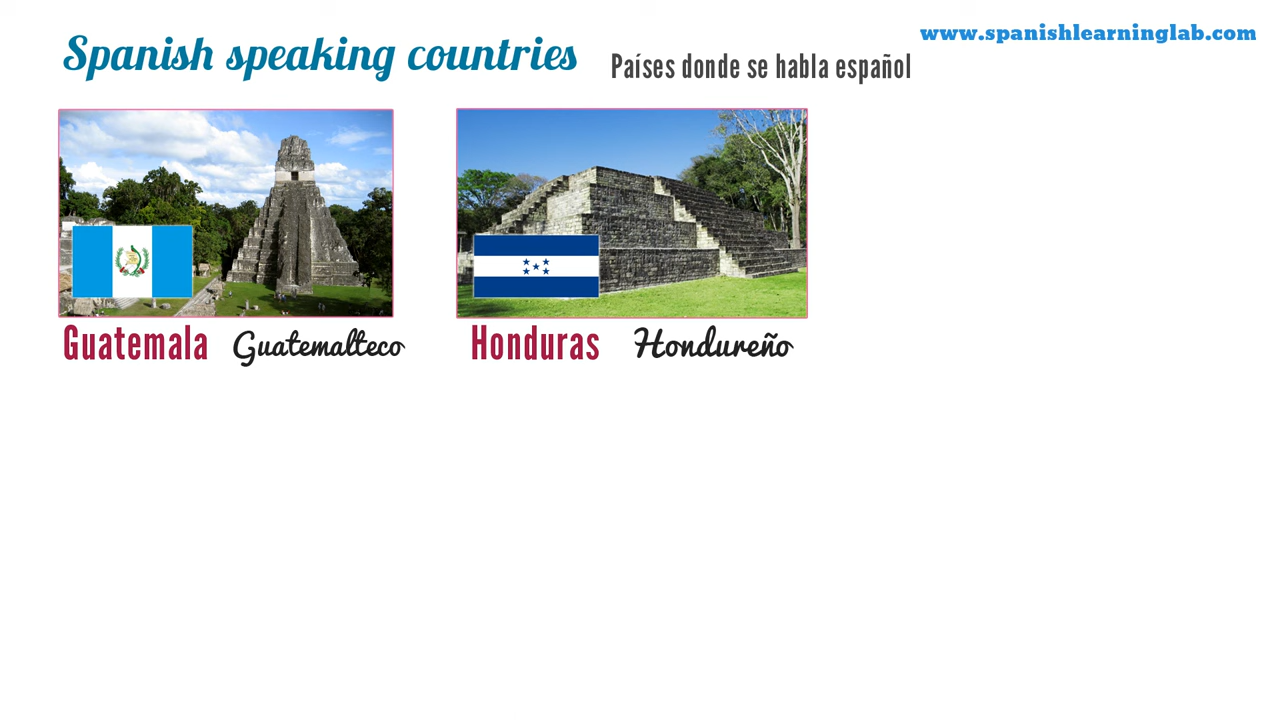 Spanish speaking countries
Países donde se habla español
www.spanishlearninglab.com
Guatemala Guatemalteco
Honduras Hondureño